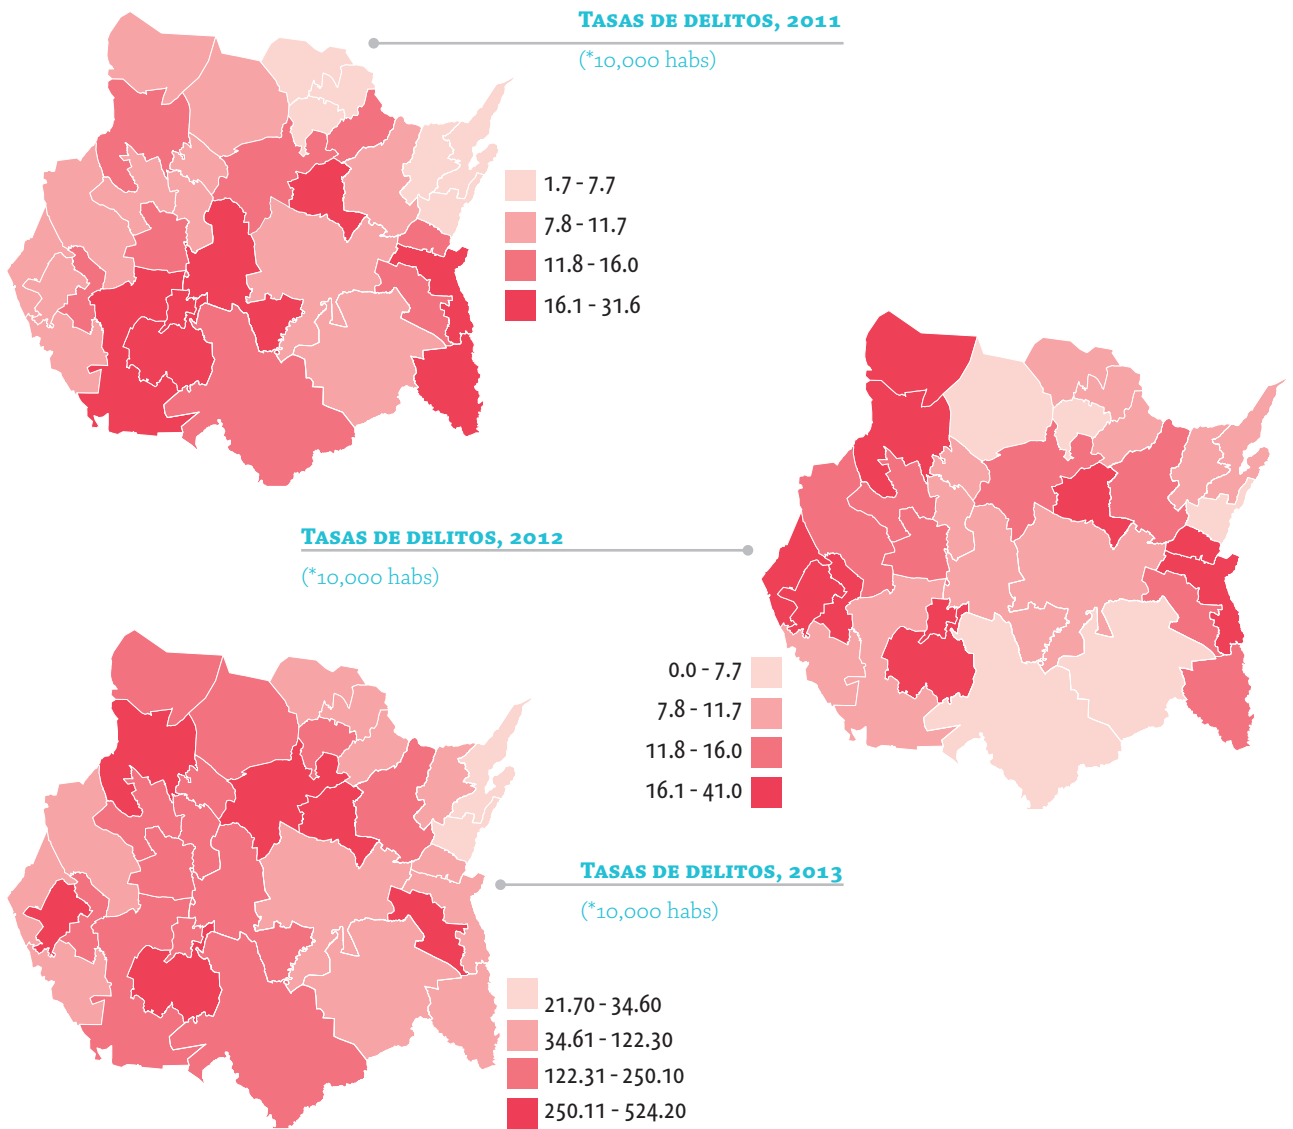 TASAS DE DELITOS, 2011
(*10,000 habs)
1.7 - 7.7
7.8 - 11.7
11.8 - 16.0
16.1 - 31.6
TASAS DE DELITOS, 2012
(*10,000 habs)
0.0 - 7.7
7.8 - 11.7
11.8 - 16.0
16.1 - 41.0
TASAS DE DELITOS, 2013
(*10,000 habs)
21.70 - 34.60
34.61 - 122.30
122.31 - 250.10
250.11 - 524.20